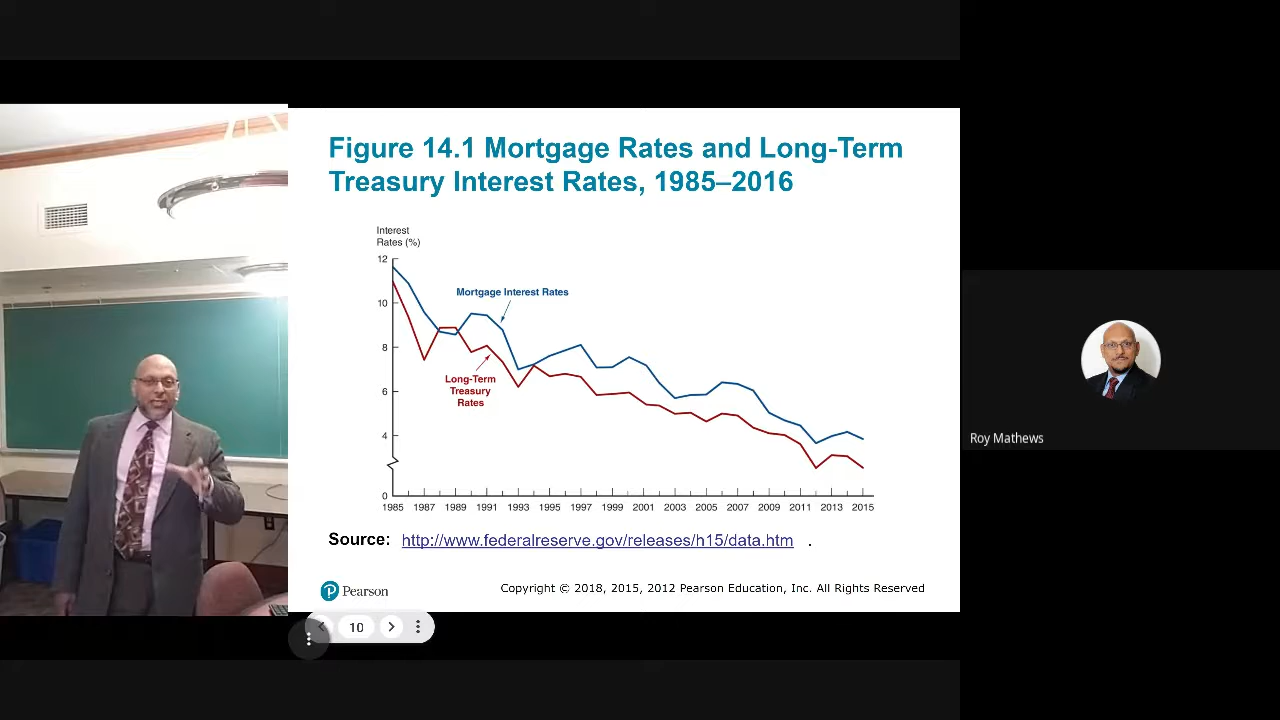 Figure 14.1 Mortgage Rates and Long-Term
Treasury Interest Rates, 1985–2016
Interest
Rates (%)
12
10
8
6
4
0
Mortgage Interest Rates
Long-Term
Treasury
Rates
1985 1987 1989 1991 1993 1995 1997 1999 2001 2003 2005 2007 2009 2011 2013 2015
Source: http://www.federalreserve.gov/releases/h15/data.htm .
P Pearson
Copyright © 2018, 2015, 2012 Pearson Education, Inc. All Rights Reserved
10
Roy Mathews